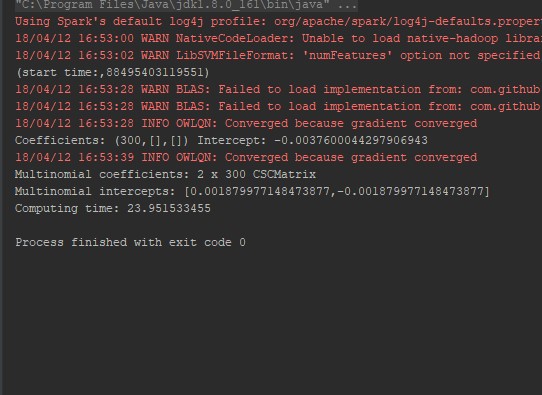 "C:\Program Files\Java\jdk1.8.0_161\bin\java" ...
Using Spark's default log4j profile: org/apache/spark/log4j-defaults.proper
18/04/12 16:53:00 WARN NativeCodeLoader: Unable to load native-hadoop libra
18/04/12 16:53:02 WARN LibSVMFileFormat: 'numFeatures' option not specified
(start time:,88495403119551)
18/04/12 16:53:28 WARN BLAS: Failed to load implementation from: com.github
18/04/12 16:53:28 WARN BLAS: Failed to load implementation from: com.github
18/04/12 16:53:28 INFO OWLQN: Converged because gradient converged
Coefficients: (300,[],[]) Intercept: -0.0037600044297906943
18/04/12 16:53:39 INFO OWLQN: Converged because gradient converged
Multinomial coefficients: 2 x 300 CSCMatrix
Multinomial intercepts: [0.001879977148473877,-0.001879977148473877]
Computing time: 23.951533455
Process finished with exit code 0